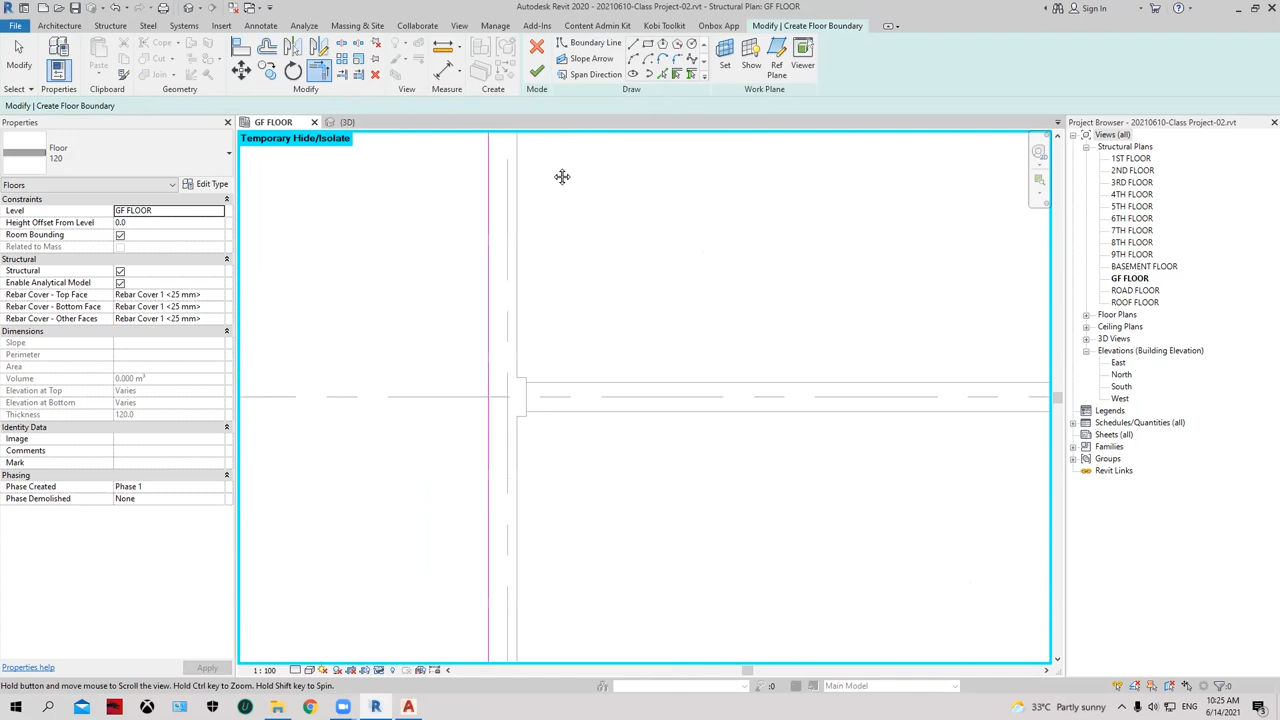 Autodesk Revit 2020 - 20210610-Class Project-02.rvt - Structural Plan: GF FLOOR
Sign In
File Architecture Structure Steel Systems Insert Annotate Analyze Massing & Site Collaborate View Manage Add-Ins Content Admin Kit Kobi Toolkit Onbox App Modify | Create Floor Boundary
Modify
Paste
Cope
Cut
Join
Boundary Line
Slope Arrow
Span Direction
Set Show Ref Plane Viewer
Select Properties Clipboard Geometry Modify View Measure Create Mode Draw Work Plane
Modify | Create Floor Boundary
Properties
Floor
120
Floors
Edit Type
Constraints
Level GF FLOOR
Height Offset From Level 0.0
Room Bounding
Related to Mass
Structural
Structural
Enable Analytical Model
Rebar Cover - Top Face Rebar Cover 1 <25 mm>
Rebar Cover - Bottom Face Rebar Cover 1 <25 mm>
Rebar Cover - Other Faces Rebar Cover 1 <25 mm>
Dimensions
Slope
Perimeter
Area
Volume 0.000 m³
Elevation at Top Varies
Elevation at Bottom Varies
Thickness 120.0
Identity Data
Image
Comments
Mark
Phasing
Phase Created Phase 1
Phase Demolished None
Properties help
Apply
GF FLOOR
(3D)
Temporary Hide/Isolate
1 : 100
Project Browser - 20210610-Class Project-02.rvt
Views (all)
Structural Plans
1ST FLOOR
2ND FLOOR
3RD FLOOR
4TH FLOOR
5TH FLOOR
6TH FLOOR
7TH FLOOR
8TH FLOOR
9TH FLOOR
BASEMENT FLOOR
GF FLOOR
ROAD FLOOR
ROOF FLOOR
Floor Plans
Ceiling Plans
3D Views
Elevations (Building Elevation)
East
North
South
West
Legends
Schedules/Quantities (all)
Sheets (all)
Families
Groups
Revit Links
Hold button and move mouse to Scroll the view. Hold Ctrl key to Zoom. Hold Shift key to Spin.
:0
Main Model
:0
33°C Partly sunny
ENG
10:25 AM
6/14/2021